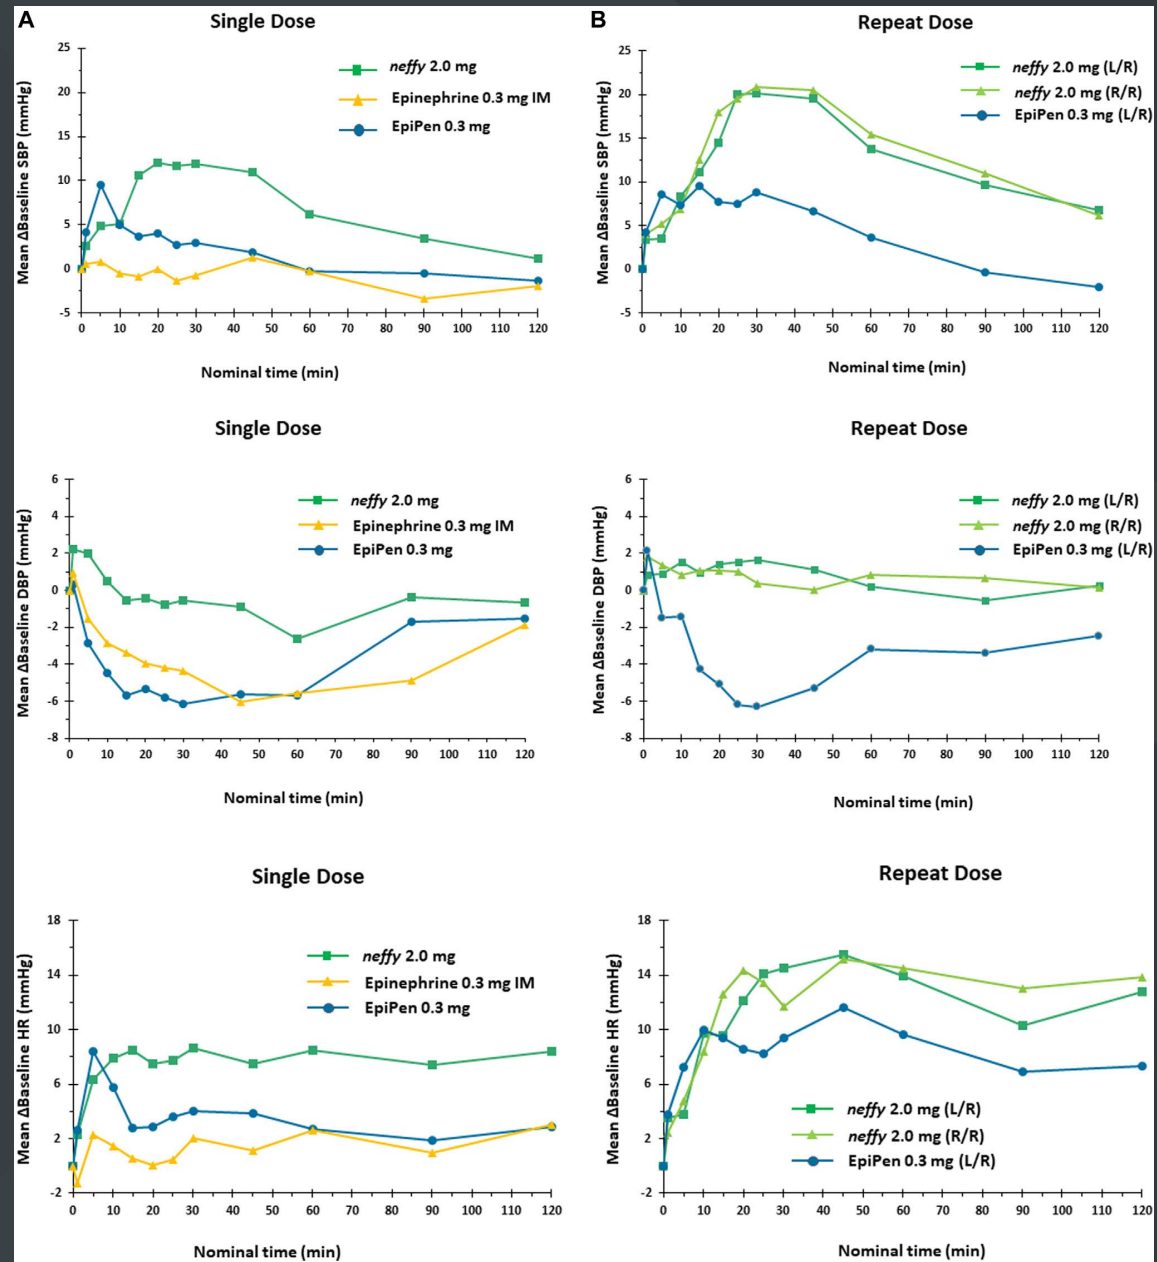 A
Single Dose
Mean ΔBaseline SBP (mmHg)
25
20
15
10
5
0
-5
0 10 20 30 40 50 60 70 80 90 100 110 120
Nominal time (min)
neffy 2.0 mg
Epinephrine 0.3 mg IM
EpiPen 0.3 mg
B
Repeat Dose
Mean ΔBaseline SBP (mmHg)
25
20
15
10
5
0
-5
0 10 20 30 40 50 60 70 80 90 100 110 120
Nominal time (min)
neffy 2.0 mg (L/R)
neffy 2.0 mg (R/R)
EpiPen 0.3 mg (L/R)
Single Dose
Mean ΔBaseline DBP (mmHg)
6
4
2
0
-2
-4
-6
-8
0 10 20 30 40 50 60 70 80 90 100 110 120
Nominal time (min)
neffy 2.0 mg
Epinephrine 0.3 mg IM
EpiPen 0.3 mg
Repeat Dose
Mean ΔBaseline DBP (mmHg)
6
4
2
0
-2
-4
-6
-8
0 10 20 30 40 50 60 70 80 90 100 110 120
Nominal time (min)
neffy 2.0 mg (L/R)
neffy 2.0 mg (R/R)
EpiPen 0.3 mg (L/R)
Single Dose
Mean ΔBaseline HR (mmHg)
18
14
10
6
2
-2
0 10 20 30 40 50 60 70 80 90 100 110 120
Nominal time (min)
neffy 2.0 mg
Epinephrine 0.3 mg IM
EpiPen 0.3 mg
Repeat Dose
Mean ΔBaseline HR (mmHg)
18
14
10
6
2
-2
0 10 20 30 40 50 60 70 80 90 100 110 120
Nominal time (min)
neffy 2.0 mg (L/R)
neffy 2.0 mg (R/R)
EpiPen 0.3 mg (L/R)